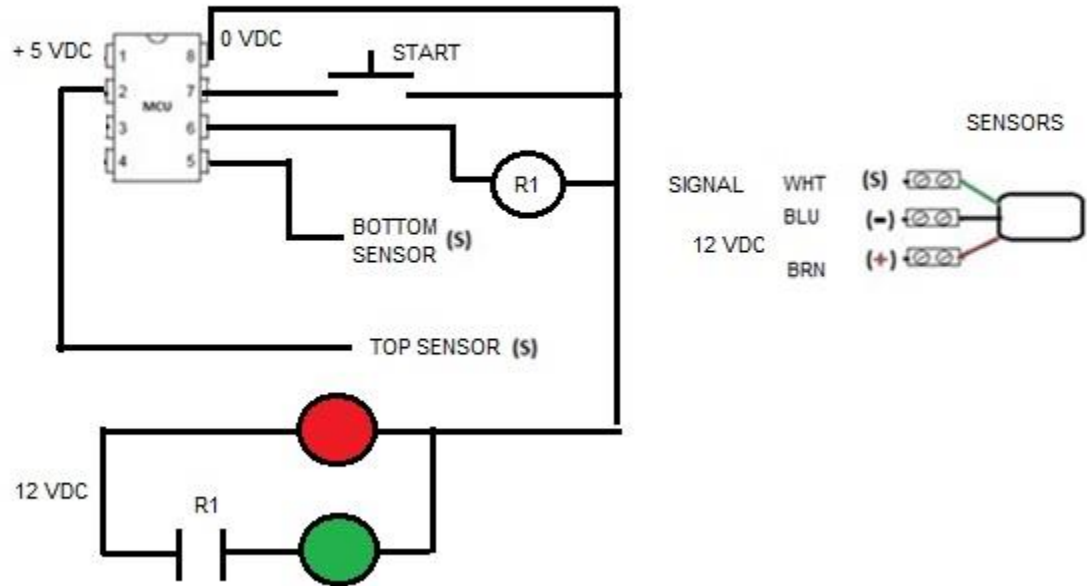 + 5 VDC
0 VDC
START
1
8
2
7
MCU
3
6
4
5
R1
BOTTOM
SENSOR (S)
TOP SENSOR (S)
12 VDC
R1
SENSORS
SIGNAL WHT (S)
BLU (-)
12 VDC
BRN (+)